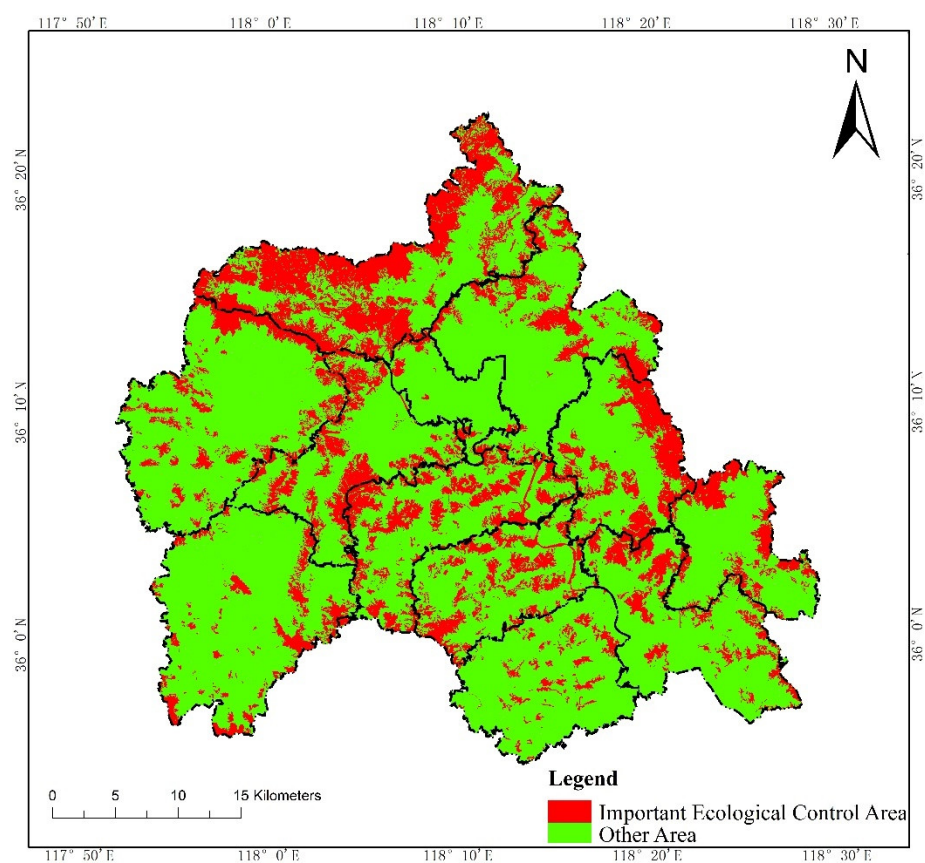 117° 50′ E 118° 0′ E 118° 10′ E 118° 20′ E 118° 30′ E
N
36° 20′ N 36° 20′ N
36° 10′ N 36° 10′ N
36° 0′ N 36° 0′ N
Legend
0 5 10 15 Kilometers
Important Ecological Control Area
Other Area
117° 50′ E 118° 0′ E 118° 10′ E 118° 20′ E 118° 30′ E